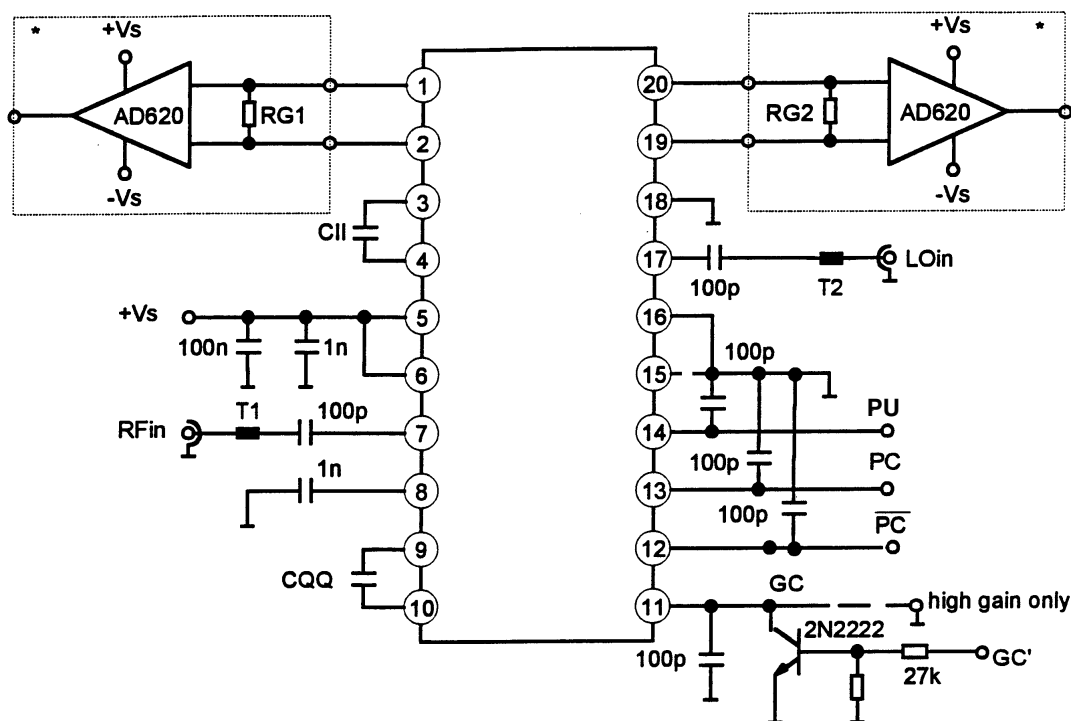 * +Vs +Vs *
AD620 RG1 1 20 RG2 AD620
2 19
-Vs -Vs
3 18
CII
4 17 LOin
100p T2
+Vs 5 16
100n 1n 100p
6 15
T1 100p PU
RFin 7 14
100p PC
1n 13
8 100p
PC
9 12
CQQ GC
10 11 high gain only
2N2222
100p GC'
27k